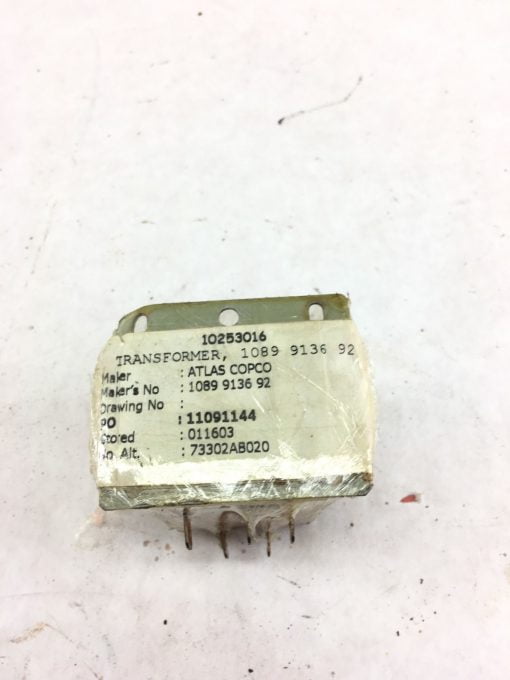 10253016
TRANSFORMER, 1089 9136 92
Maker : ATLAS COPCO
Maker's No : 1089 9136 92
Drawing No :
PO : 11091144
Stored : 011603
Alt. : 73302AB020